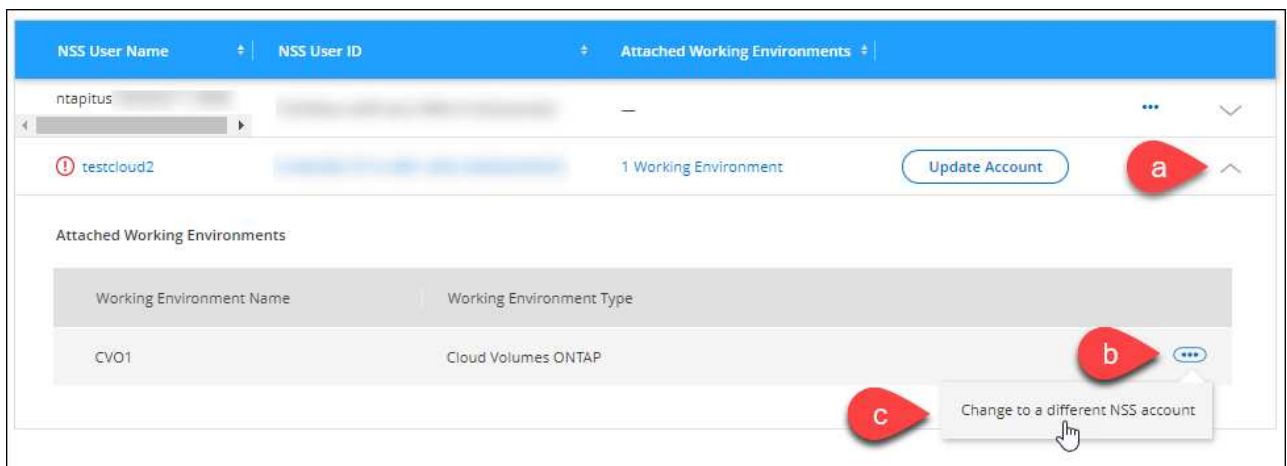 NSS User Name NSS User ID Attached Working Environments
ntapitus —
testcloud2 1 Working Environment Update Account a
Attached Working Environments
Working Environment Name Working Environment Type
CVO1 Cloud Volumes ONTAP b
c Change to a different NSS account